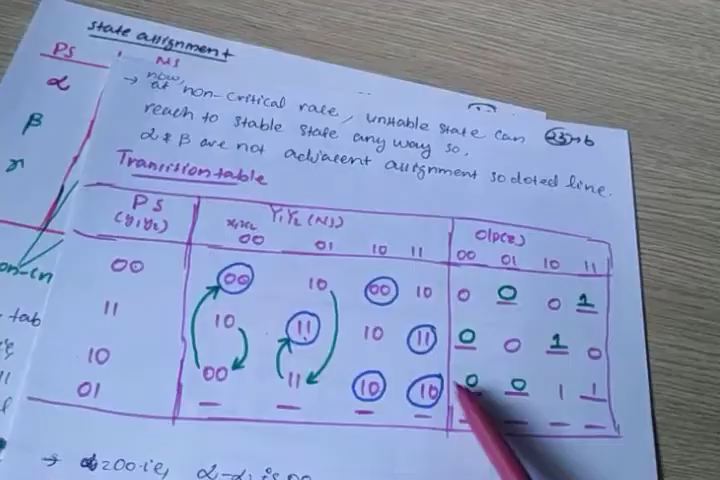 state assignment
PS NS
α
β
now,
→ at non-critical race, unstable state can
reach to stable state any way so,
α & β are not adjacent assignment so doted line.
23→b
Transition table
PS Y1Y2 (NS) O/P(Z)
(y1y2) x1x2
00 01 10 11 00 01 10 11
00 00 10 00 10 0 0 0 1
11 10 11 10 11 0 0 1 0
10 00 11 10 10 0 0 1 1
01 — — — — — — — —
tab